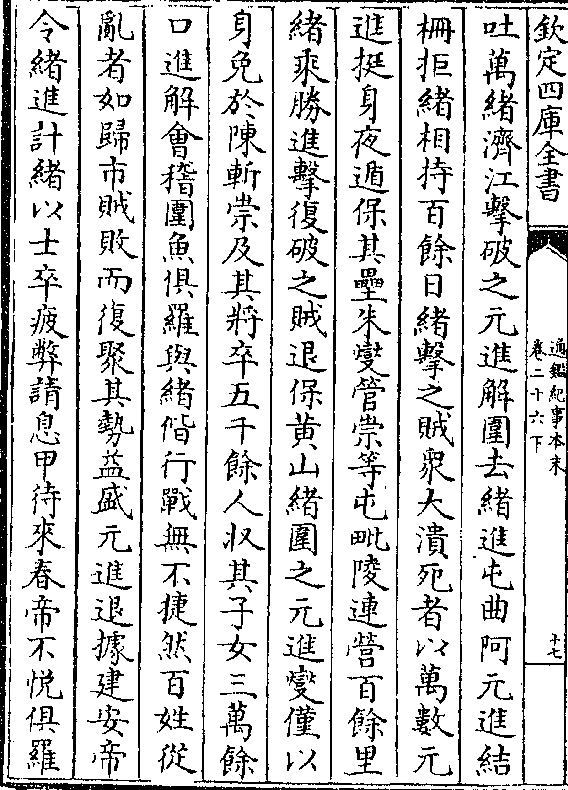 欽定四庫全書
通鑑紀事本末
卷二十六下
十七
吐萬緒濟江擊破之元進解圍去緒進屯曲阿元進結
柵拒緒相持百餘日緒擊之賊衆大潰死者以萬數元
進挺身夜遁保其壘朱燮管崇等屯毗陵連營百餘里
緒乘勝進擊復破之賊退保黄山緒圍之元進燮僅以
身免於陳斬崇及其將卒五千餘人収其子女三萬餘
口進解會稽圍魚俱羅與緒偕行戰無不捷然百姓從
亂者如歸市賊敗而復聚其勢益盛元進退據建安帝
令緒進計緒以士卒疲弊請息甲待來春帝不悦俱羅